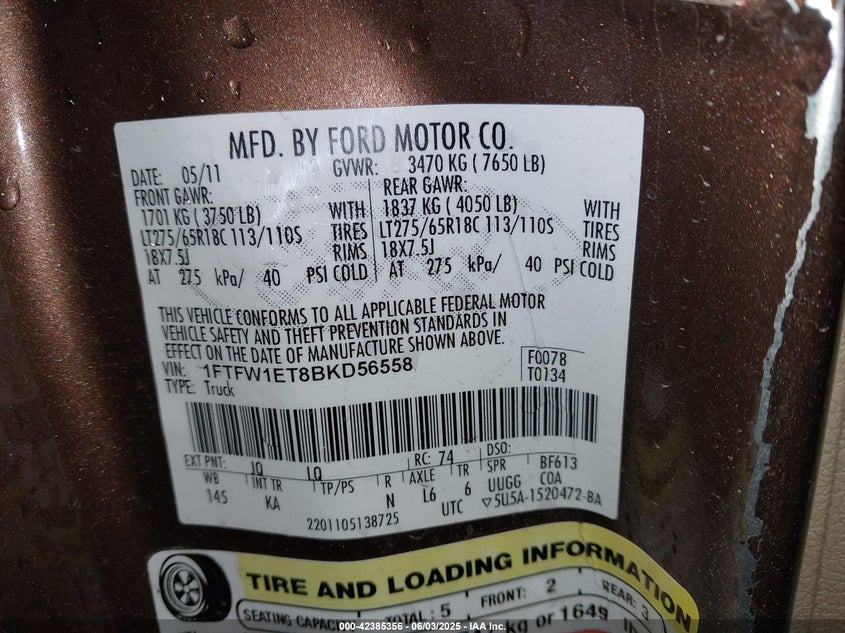 MFD. BY FORD MOTOR CO.
DATE: 05/11 GVWR: 3470 KG ( 7650 LB)
FRONT GAWR: REAR GAWR:
1701 KG ( 3750 LB) WITH 1837 KG ( 4050 LB) WITH
LT275/65R18C 113/110S TIRES LT275/65R18C 113/110S TIRES
18X7.5J RIMS 18X7.5J RIMS
AT 275 kPa/ 40 PSI COLD AT 275 kPa/ 40 PSI COLD
THIS VEHICLE CONFORMS TO ALL APPLICABLE FEDERAL MOTOR
VEHICLE SAFETY AND THEFT PREVENTION STANDARDS IN
EFFECT ON THE DATE OF MANUFACTURE SHOWN ABOVE.
VIN: 1FTFW1ET8BKD56558 F0078
TYPE: Truck T0134
EXT PNT: JQ LQ RC: 74 DSO:
WB INT TR TP/PS R AXLE TR SPR BF613
145 KA N L6 6 UUGG COA
UTC ▽5U5A-1520472-BA
2201105138725
TIRE AND LOADING INFORMATION
SEATING CAPAC TOTAL: 5 FRONT: 2 REAR: 3
kg or 1649
000-42385356 - 06/03/2025 - IAA Inc.